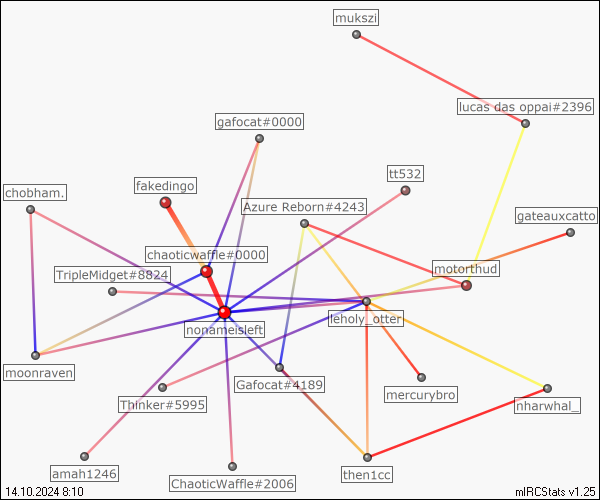 mukszi
lucas das oppai#2396
gafocat#0000
tt532
fakedingo
chobham.
Azure Reborn#4243
gateauxcatto
chaoticwaffle#0000
TripleMidget#8824
motorthud
leholy_otter
nonameisleft
moonraven
Gafocat#4189
mercurybro
Thinker#5995
nharwhal_
amah1246
then1cc
ChaoticWaffle#2006
14.10.2024 8:10
mIRCStats v1.25